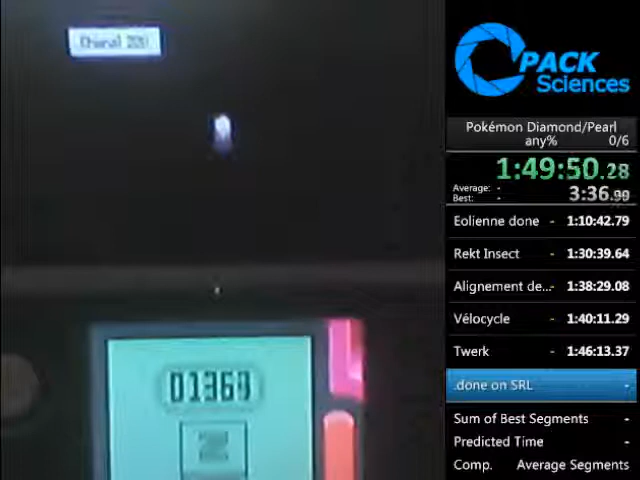 Chenal 220
PACK
Sciences
Pokémon Diamond/Pearl
any% 0/6
1:49:50.28
Average: -
Best: -
3:36.99
Eolienne done - 1:10:42.79
Rekt Insect - 1:30:39.64
Alignement de... - 1:38:29.08
Vélocycle - 1:40:11.29
Twerk - 1:46:13.37
.done on SRL -
Sum of Best Segments -
Predicted Time -
Comp. Average Segments
01369